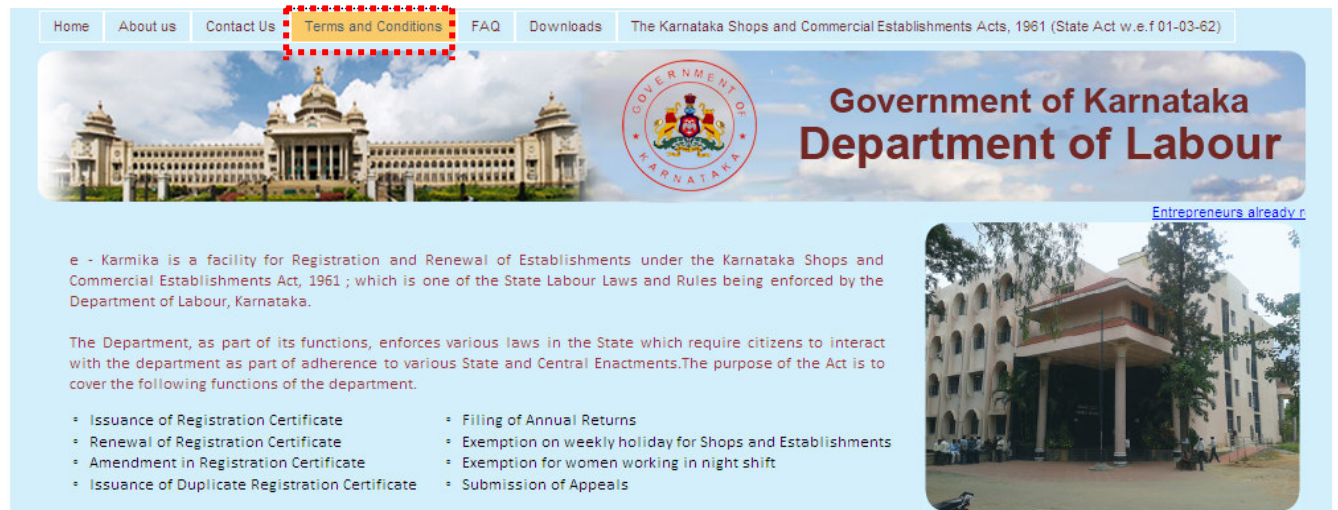 Home About us Contact Us Terms and Conditions FAQ Downloads The Karnataka Shops and Commercial Establishments Acts, 1961 (State Act w.e.f 01-03-62)
GOVERNMENT OF KARNATAKA
Government of Karnataka
Department of Labour
Entrepreneurs already r
e - Karmika is a facility for Registration and Renewal of Establishments under the Karnataka Shops and
Commercial Establishments Act, 1961 ; which is one of the State Labour Laws and Rules being enforced by the
Department of Labour, Karnataka.
The Department, as part of its functions, enforces various laws in the State which require citizens to interact
with the department as part of adherence to various State and Central Enactments.The purpose of the Act is to
cover the following functions of the department.
Issuance of Registration Certificate
Renewal of Registration Certificate
Amendment in Registration Certificate
Issuance of Duplicate Registration Certificate
Filing of Annual Returns
Exemption on weekly holiday for Shops and Establishments
Exemption for women working in night shift
Submission of Appeals